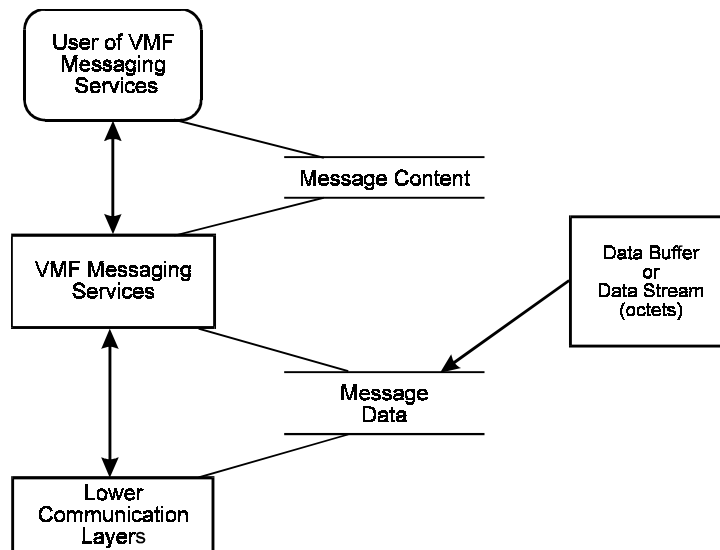 User of VMF
Messaging
Services
Message Content
VMF Messaging
Services
Data Buffer
or
Data Stream
(octets)
Message
Data
Lower
Communication
Layers